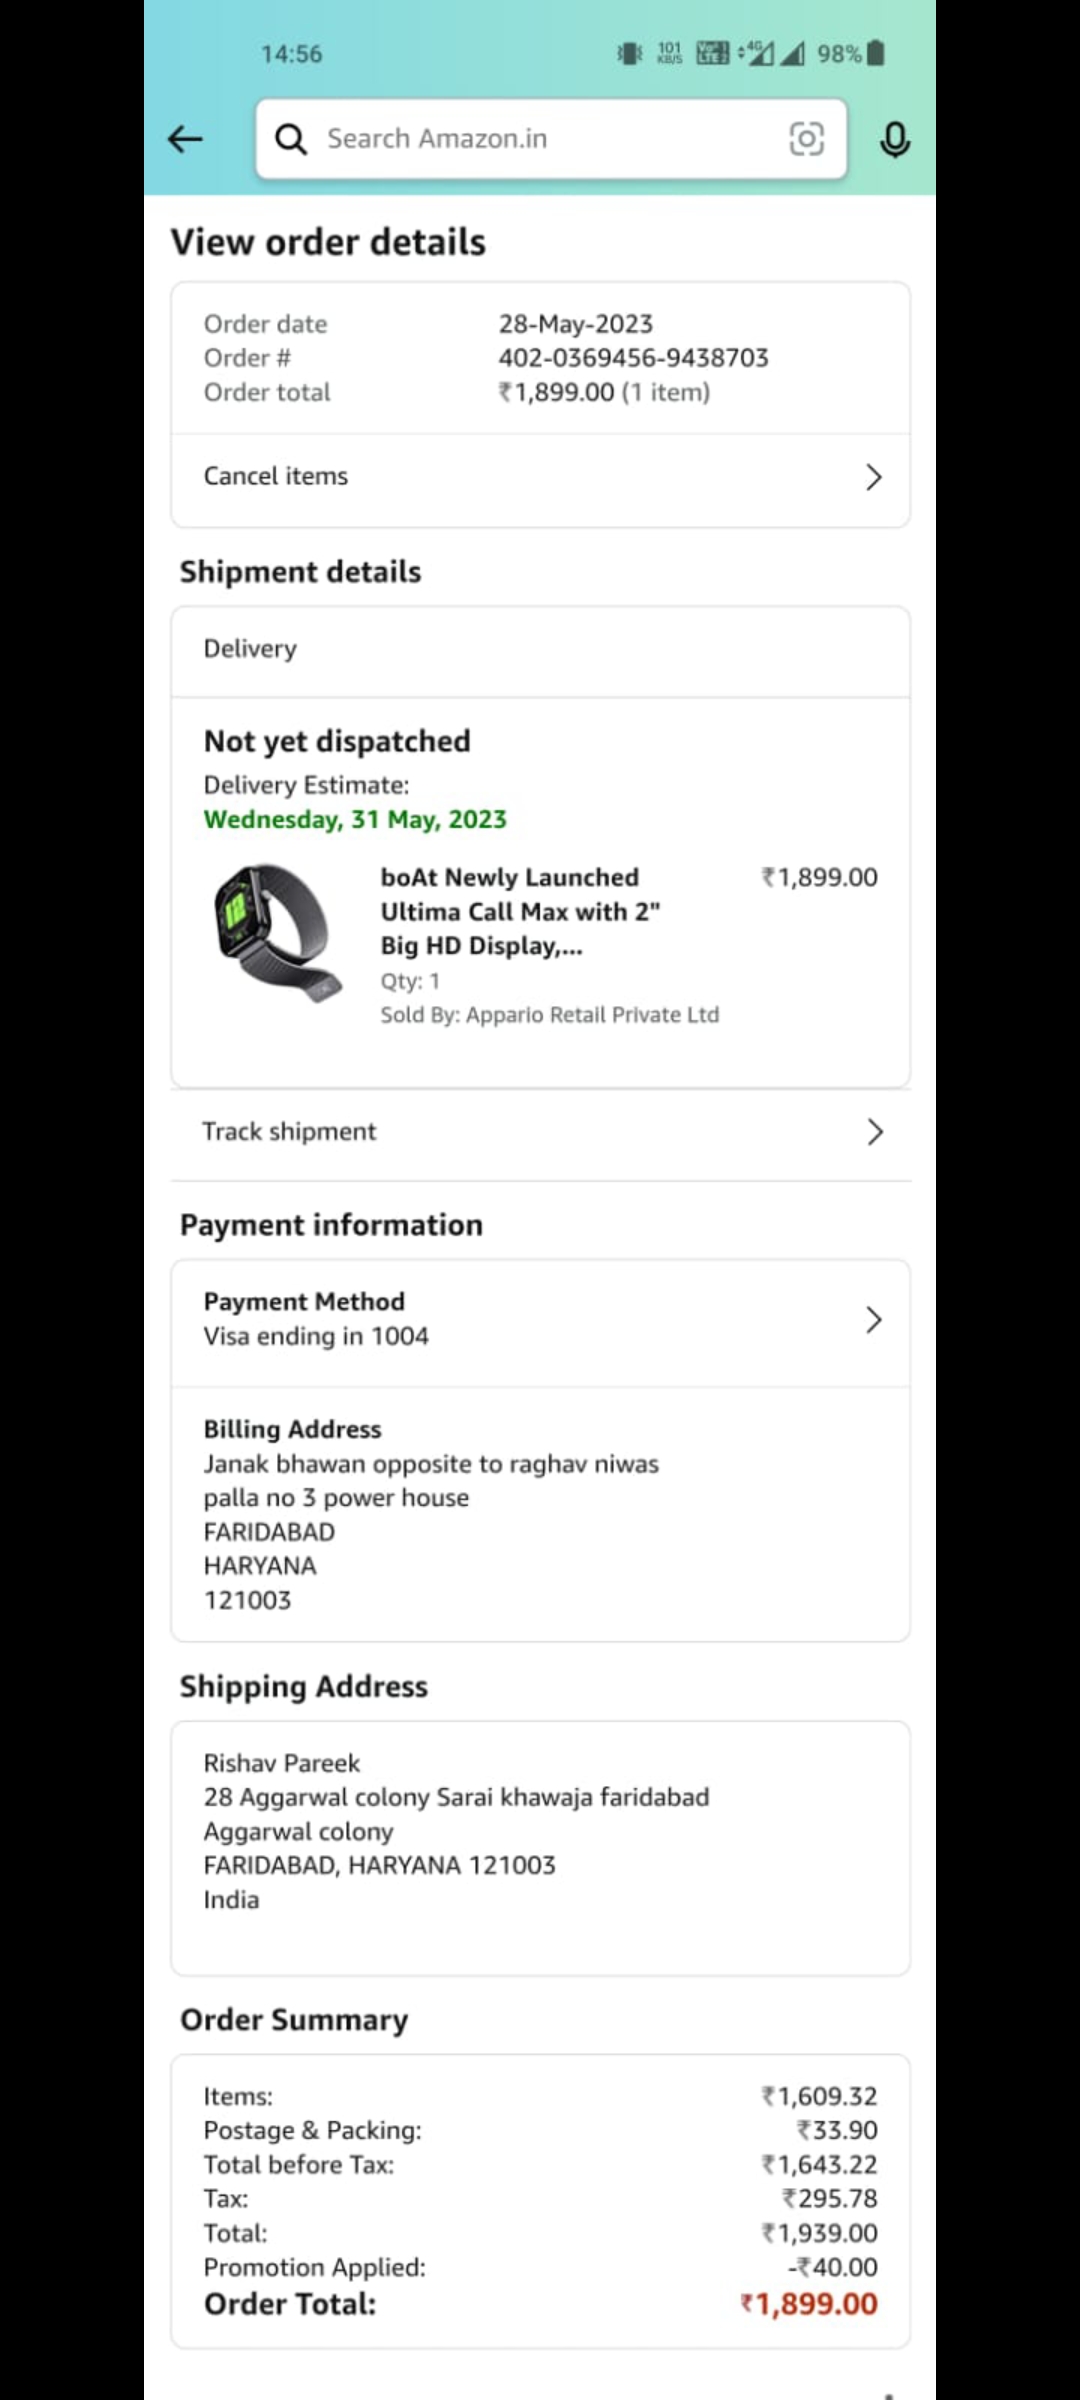 14:56
101
KB/S
4G
98%
Search Amazon.in
View order details
Order date 28-May-2023
Order # 402-0369456-9438703
Order total ₹1,899.00 (1 item)
Cancel items
Shipment details
Delivery
Not yet dispatched
Delivery Estimate:
Wednesday, 31 May, 2023
boAt Newly Launched ₹1,899.00
Ultima Call Max with 2"
Big HD Display,...
Qty: 1
Sold By: Appario Retail Private Ltd
Track shipment
Payment information
Payment Method
Visa ending in 1004
Billing Address
Janak bhawan opposite to raghav niwas
palla no 3 power house
FARIDABAD
HARYANA
121003
Shipping Address
Rishav Pareek
28 Aggarwal colony Sarai khawaja faridabad
Aggarwal colony
FARIDABAD, HARYANA 121003
India
Order Summary
Items: ₹1,609.32
Postage & Packing: ₹33.90
Total before Tax: ₹1,643.22
Tax: ₹295.78
Total: ₹1,939.00
Promotion Applied: -₹40.00
Order Total: ₹1,899.00